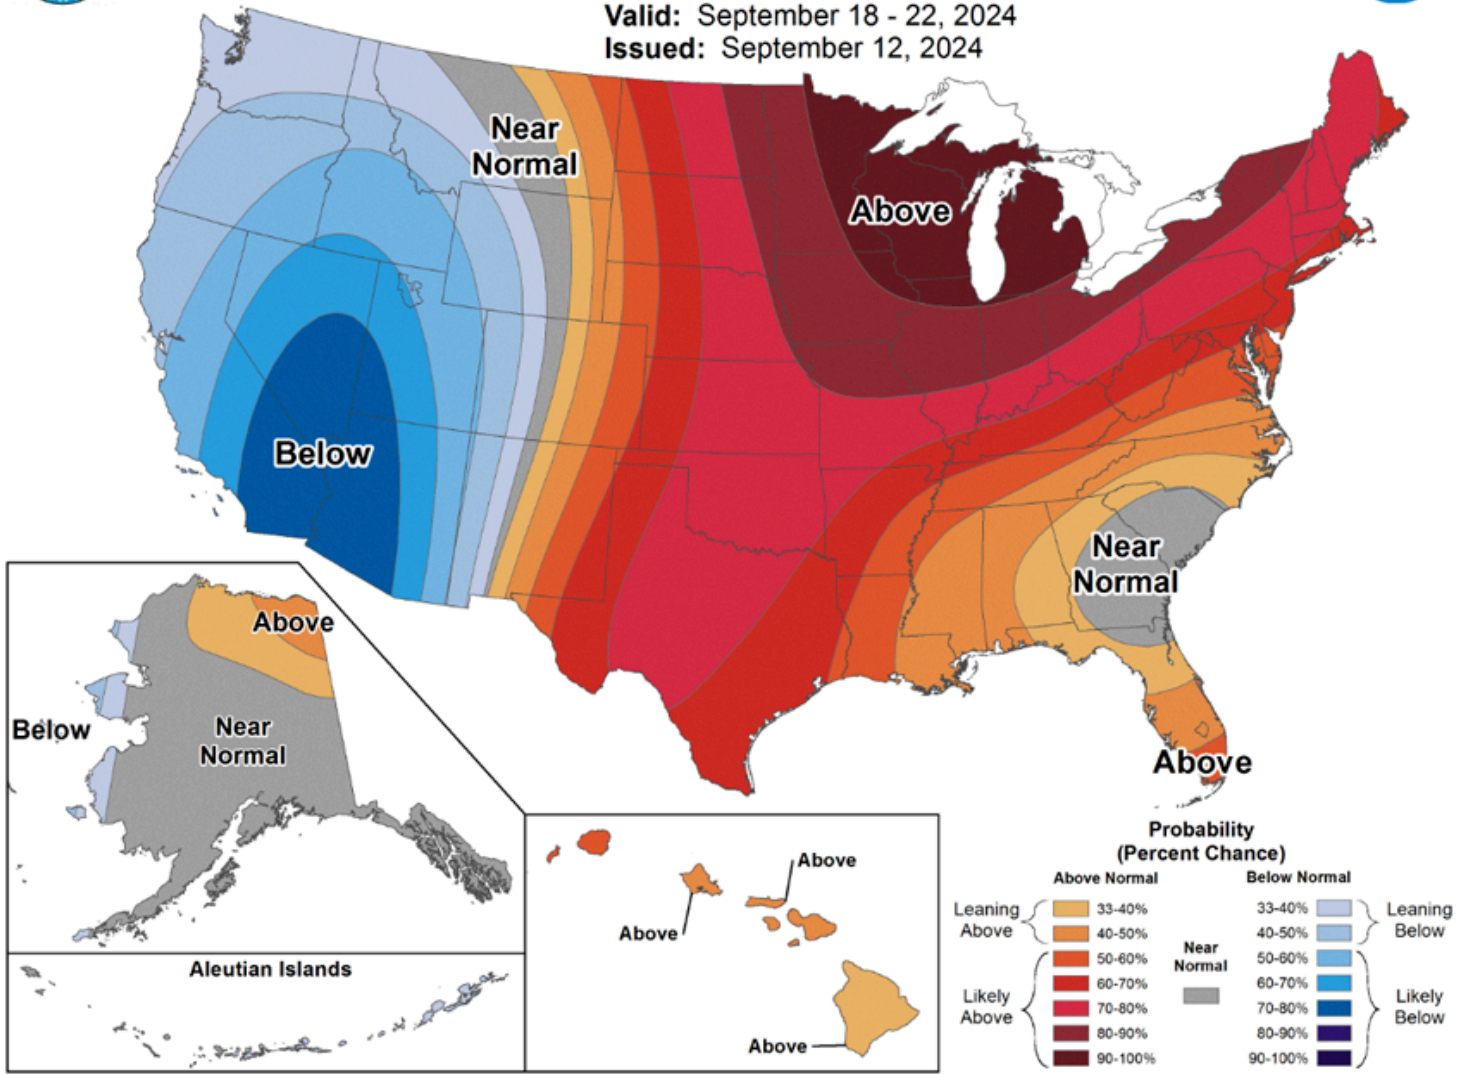 Valid: September 18 - 22, 2024
Issued: September 12, 2024
Near
Normal
Above
Below
Near
Normal
Above
Above
Below
Near
Normal
Aleutian Islands
Above
Above
Above
Probability
(Percent Chance)
Above Normal
Below Normal
Leaning
Above
33-40%
40-50%
Likely
Above
50-60%
60-70%
70-80%
80-90%
90-100%
Near
Normal
33-40%
40-50%
Leaning
Below
50-60%
60-70%
70-80%
80-90%
90-100%
Likely
Below